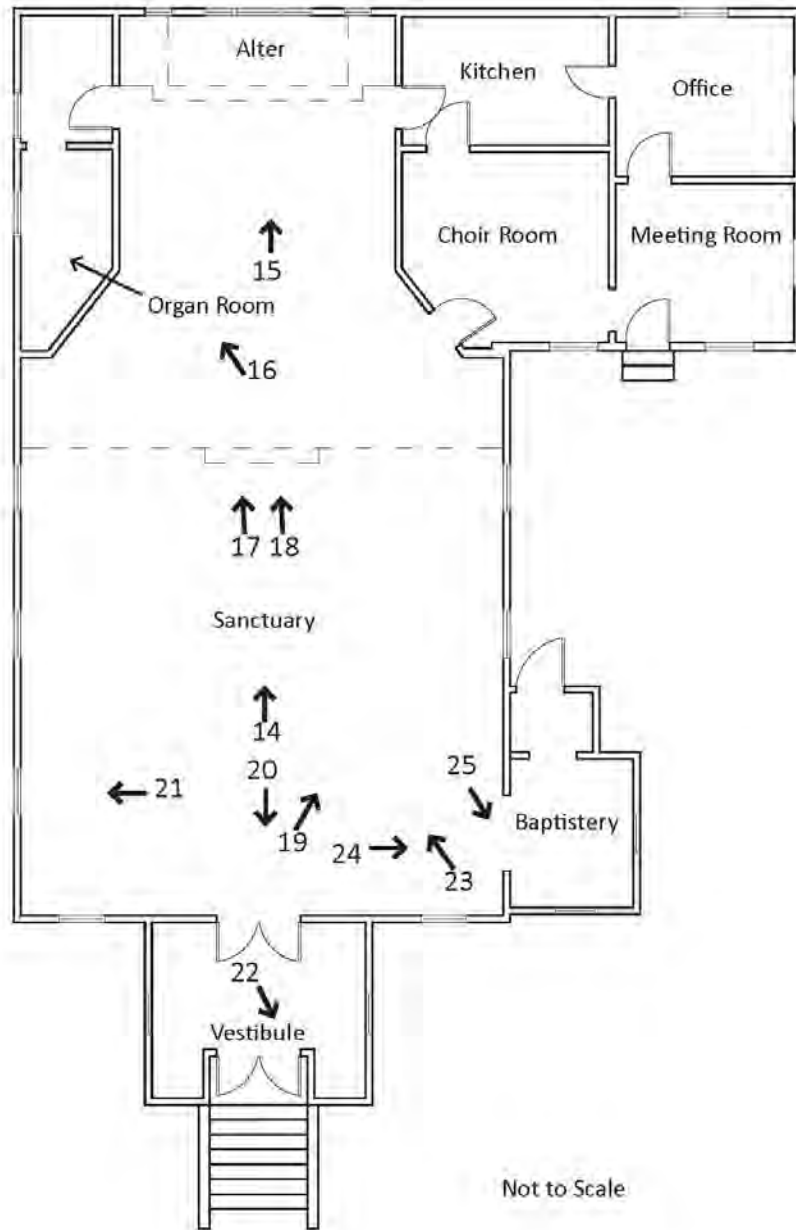 Alter
Kitchen
Office
Choir Room
Meeting Room
15
Organ Room
16
17
18
Sanctuary
14
20
25
21
19
Baptistery
24
23
22
Vestibule
Not to Scale